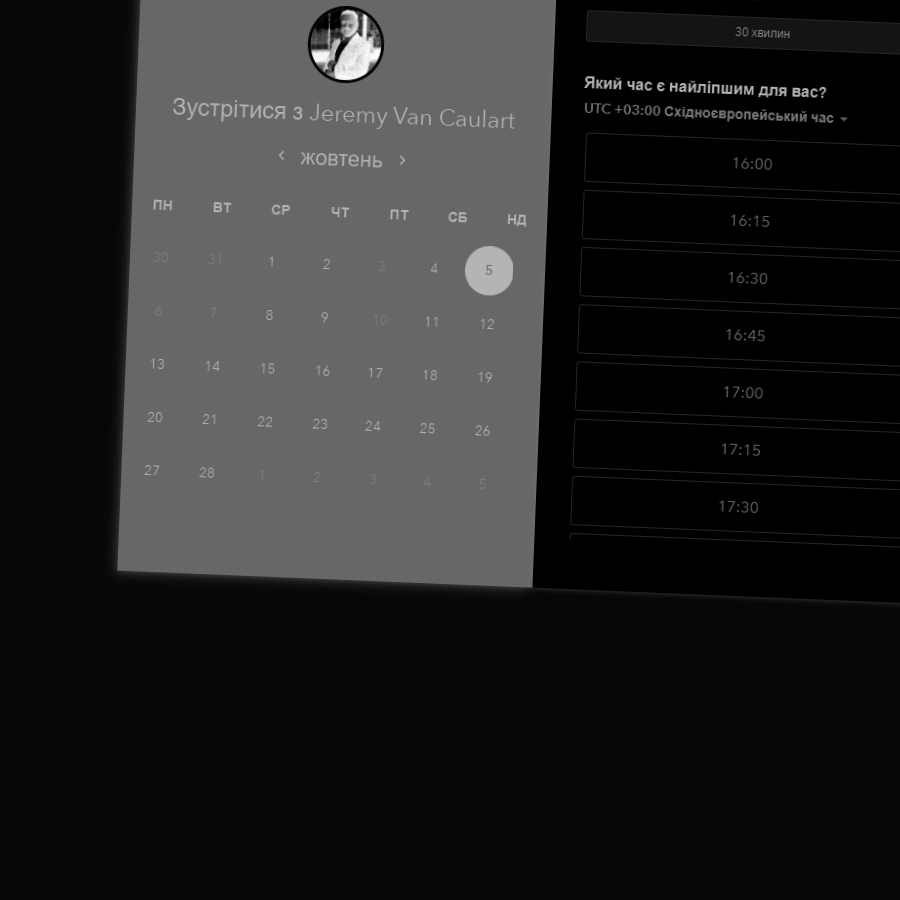 Зустрітися з Jeremy Van Caulart
‹ жовтень ›
ПН ВТ СР ЧТ ПТ СБ НД
30 31 1 2 3 4 5
6 7 8 9 10 11 12
13 14 15 16 17 18 19
20 21 22 23 24 25 26
27 28 1 2 3 4 5
30 хвилин
Який час є найліпшим для вас?
UTC +03:00 Східноєвропейський час
16:00
16:15
16:30
16:45
17:00
17:15
17:30